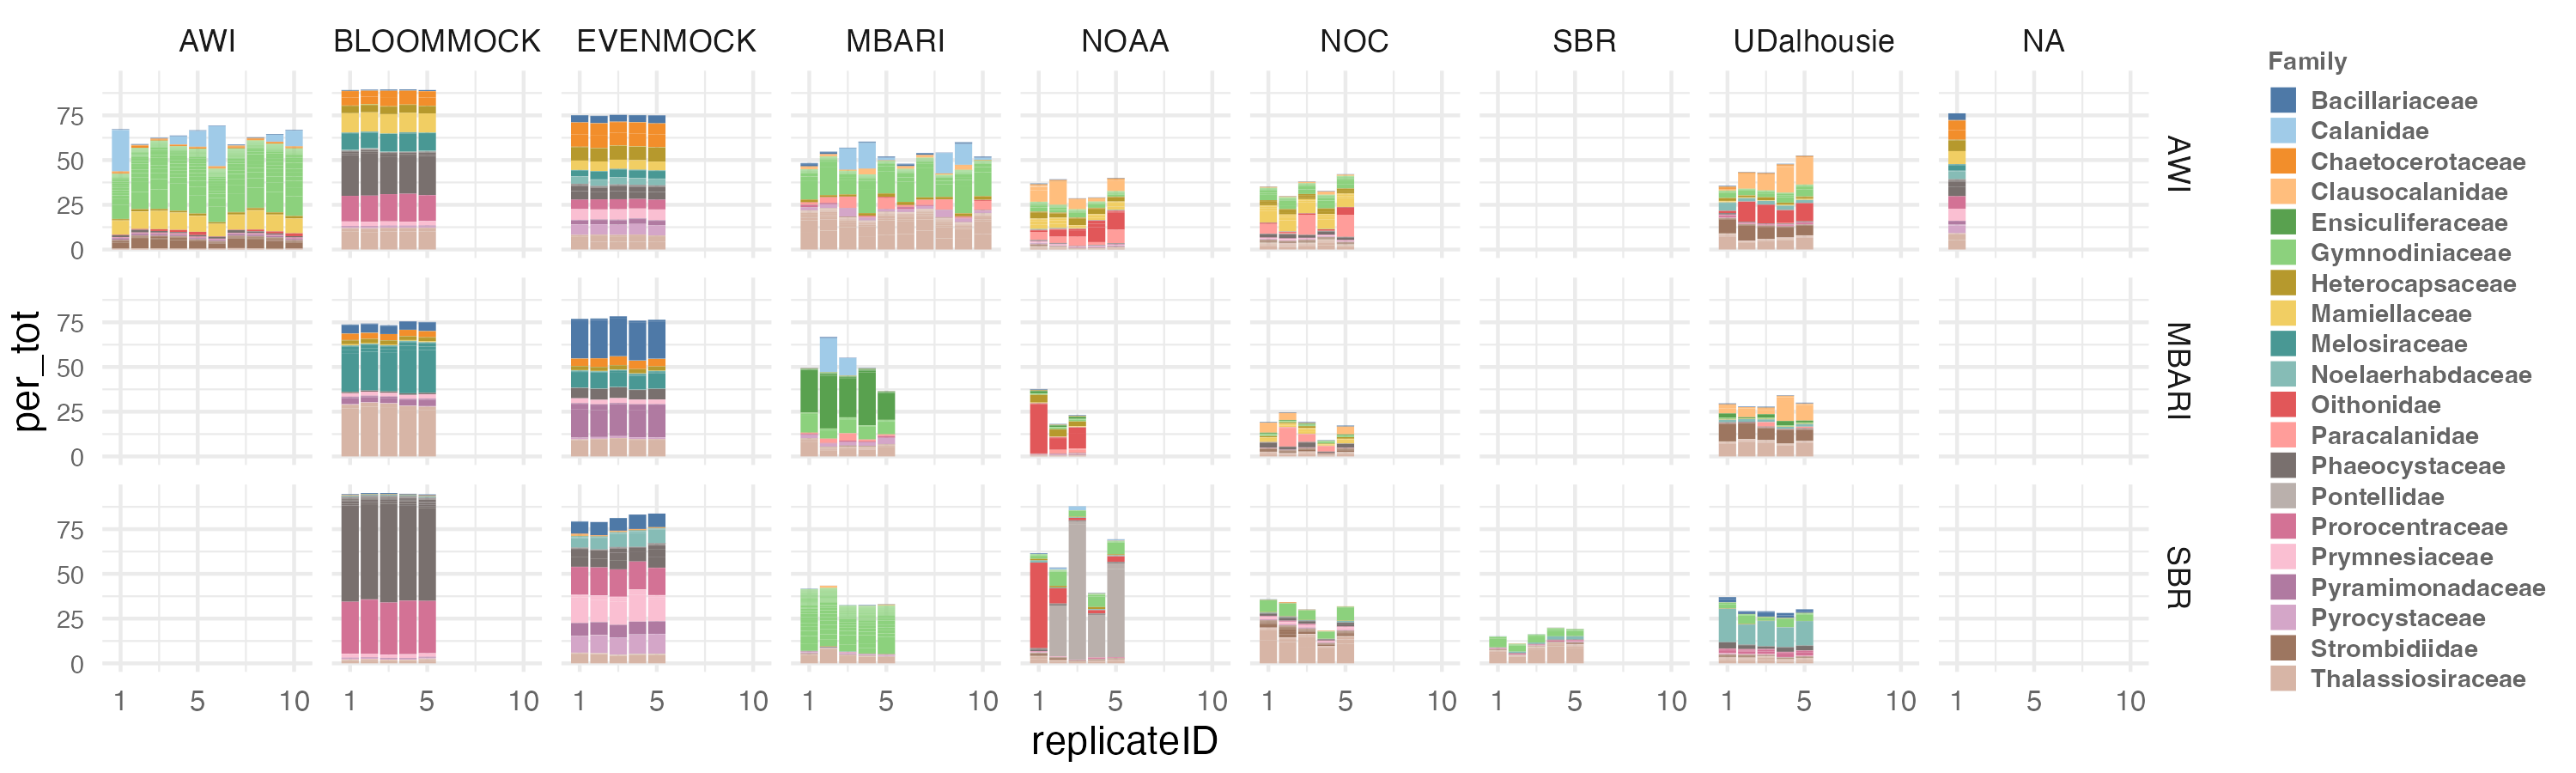 AWI BLOOMMOCK EVENMOCK MBARI NOAA NOC SBR UDalhousie NA
75
50
25
0
AWI
75
50
25
0
MBARI
75
50
25
0
SBR
per_tot
1 5 10 1 5 10 1 5 10 1 5 10 1 5 10 1 5 10 1 5 10 1 5 10 1 5 10
replicateID
Family
Bacillariaceae
Calanidae
Chaetocerotaceae
Clausocalanidae
Ensiculiferaceae
Gymnodiniaceae
Heterocapsaceae
Mamiellaceae
Melosiraceae
Noelaerhabdaceae
Oithonidae
Paracalanidae
Phaeocystaceae
Pontellidae
Prorocentraceae
Prymnesiaceae
Pyramimonadaceae
Pyrocystaceae
Strombidiidae
Thalassiosiraceae